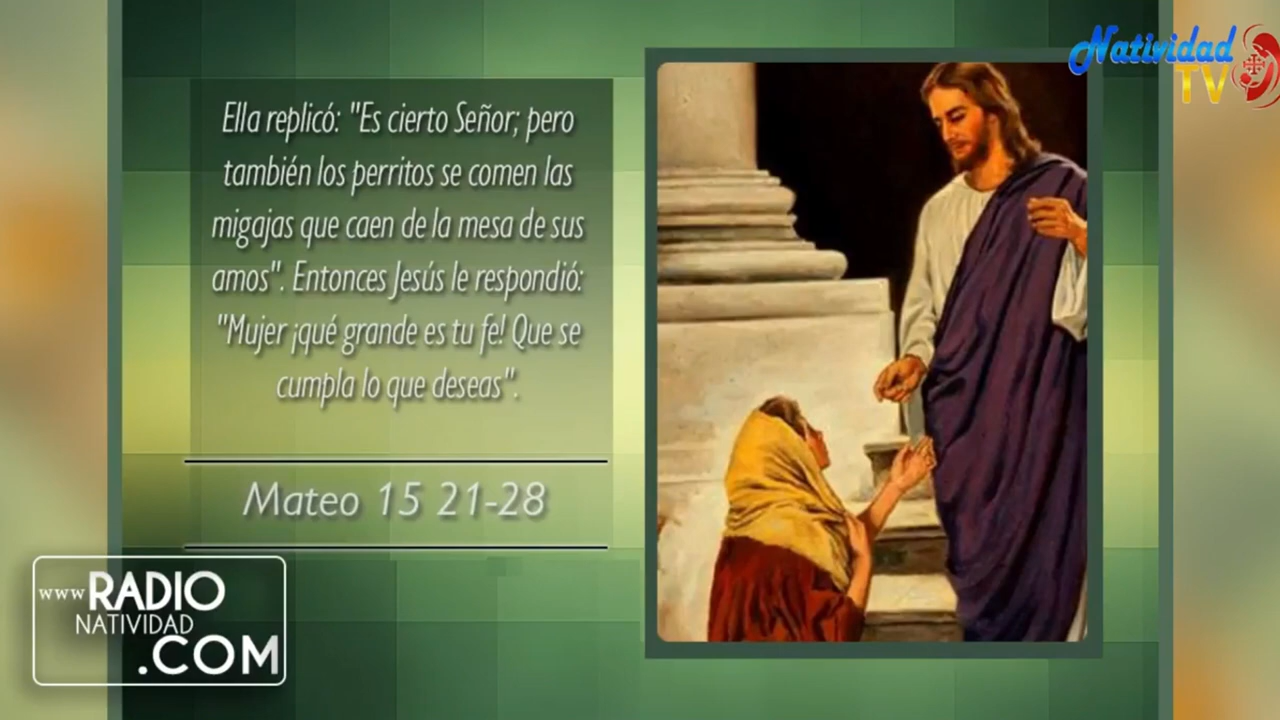 Ella replicó: "Es cierto Señor; pero
también los perritos se comen las
migajas que caen de la mesa de sus
amos". Entonces Jesús le respondió:
"Mujer ¡qué grande es tu fe! Que se
cumpla lo que deseas".
Mateo 15 21-28
Natividad
TV
www RADIO
NATIVIDAD
.COM